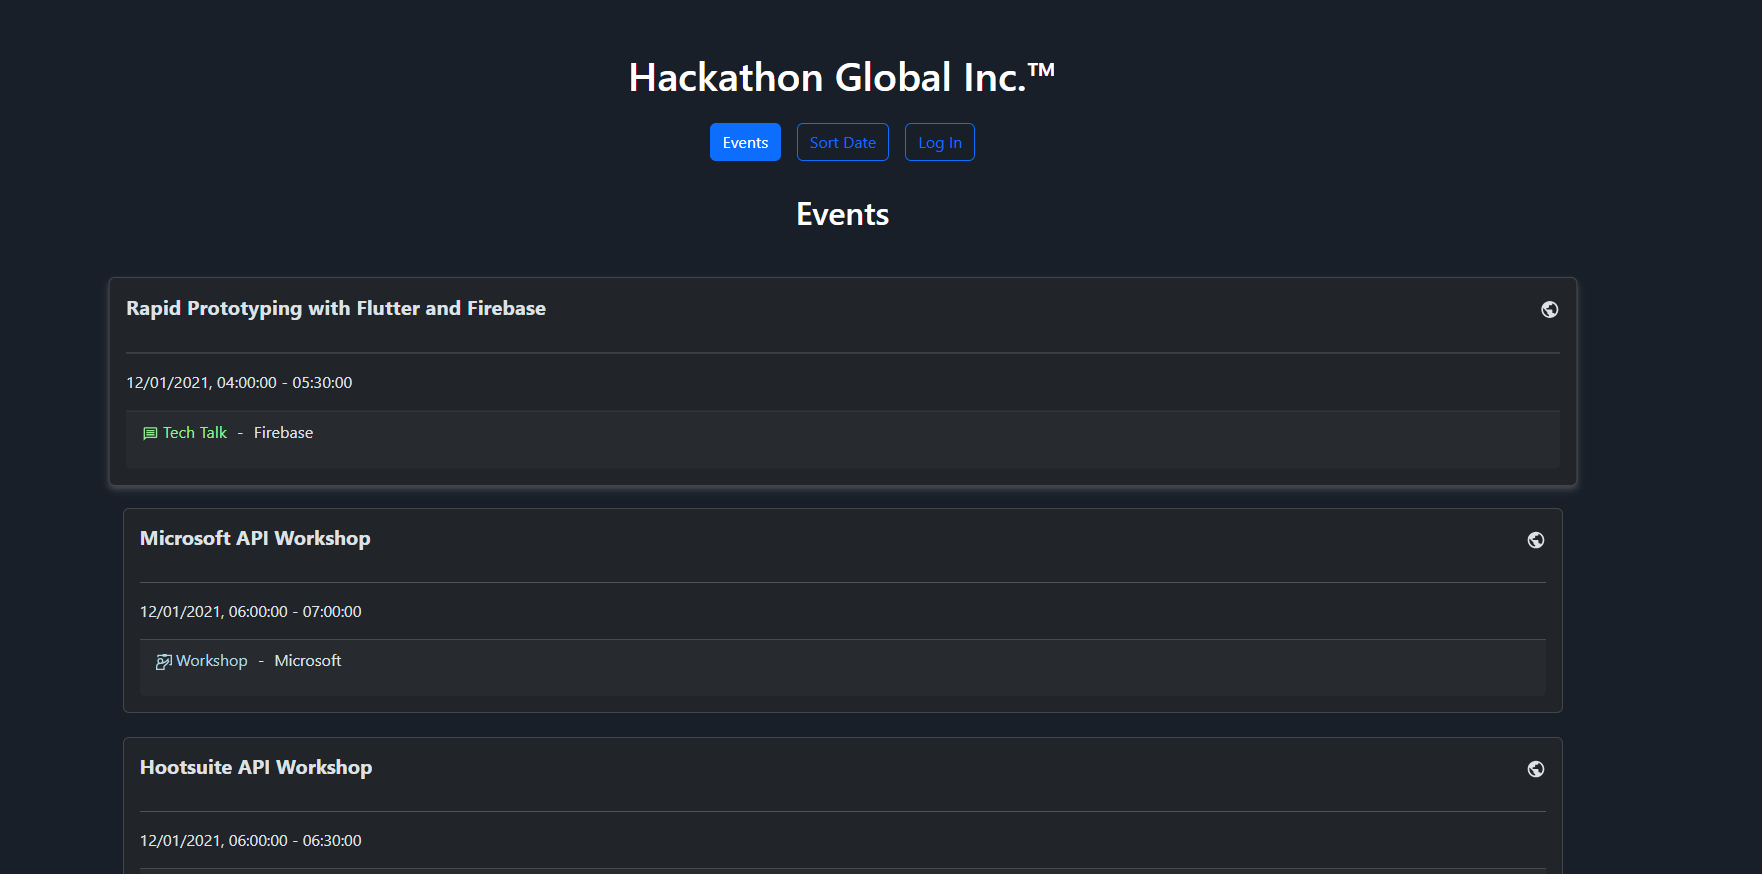 Hackathon Global Inc.™
Events Sort Date Log In
Events
Rapid Prototyping with Flutter and Firebase
12/01/2021, 04:00:00 - 05:30:00
Tech Talk - Firebase
Microsoft API Workshop
12/01/2021, 06:00:00 - 07:00:00
Workshop - Microsoft
Hootsuite API Workshop
12/01/2021, 06:00:00 - 06:30:00